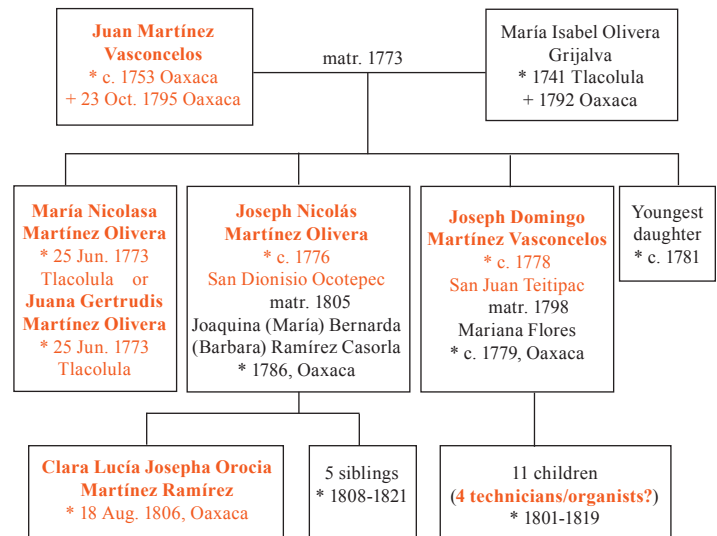 Juan Martínez
Vasconcelos
* c. 1753 Oaxaca
+ 23 Oct. 1795 Oaxaca
matr. 1773
María Isabel Olivera
Grijalva
* 1741 Tlacolula
+ 1792 Oaxaca
María Nicolasa
Martínez Olivera
* 25 Jun. 1773
Tlacolula or
Juana Gertrudis
Martínez Olivera
* 25 Jun. 1773
Tlacolula
Joseph Nicolás
Martínez Olivera
* c. 1776
San Dionisio Ocotepec
matr. 1805
Joaquina (María) Bernarda
(Barbara) Ramírez Casorla
* 1786, Oaxaca
Joseph Domingo
Martínez Vasconcelos
* c. 1778
San Juan Teitipac
matr. 1798
Mariana Flores
* c. 1779, Oaxaca
Youngest
daughter
* c. 1781
Clara Lucía Josepha Orocia
Martínez Ramírez
* 18 Aug. 1806, Oaxaca
5 siblings
* 1808-1821
11 children
(4 technicians/organists?)
* 1801-1819